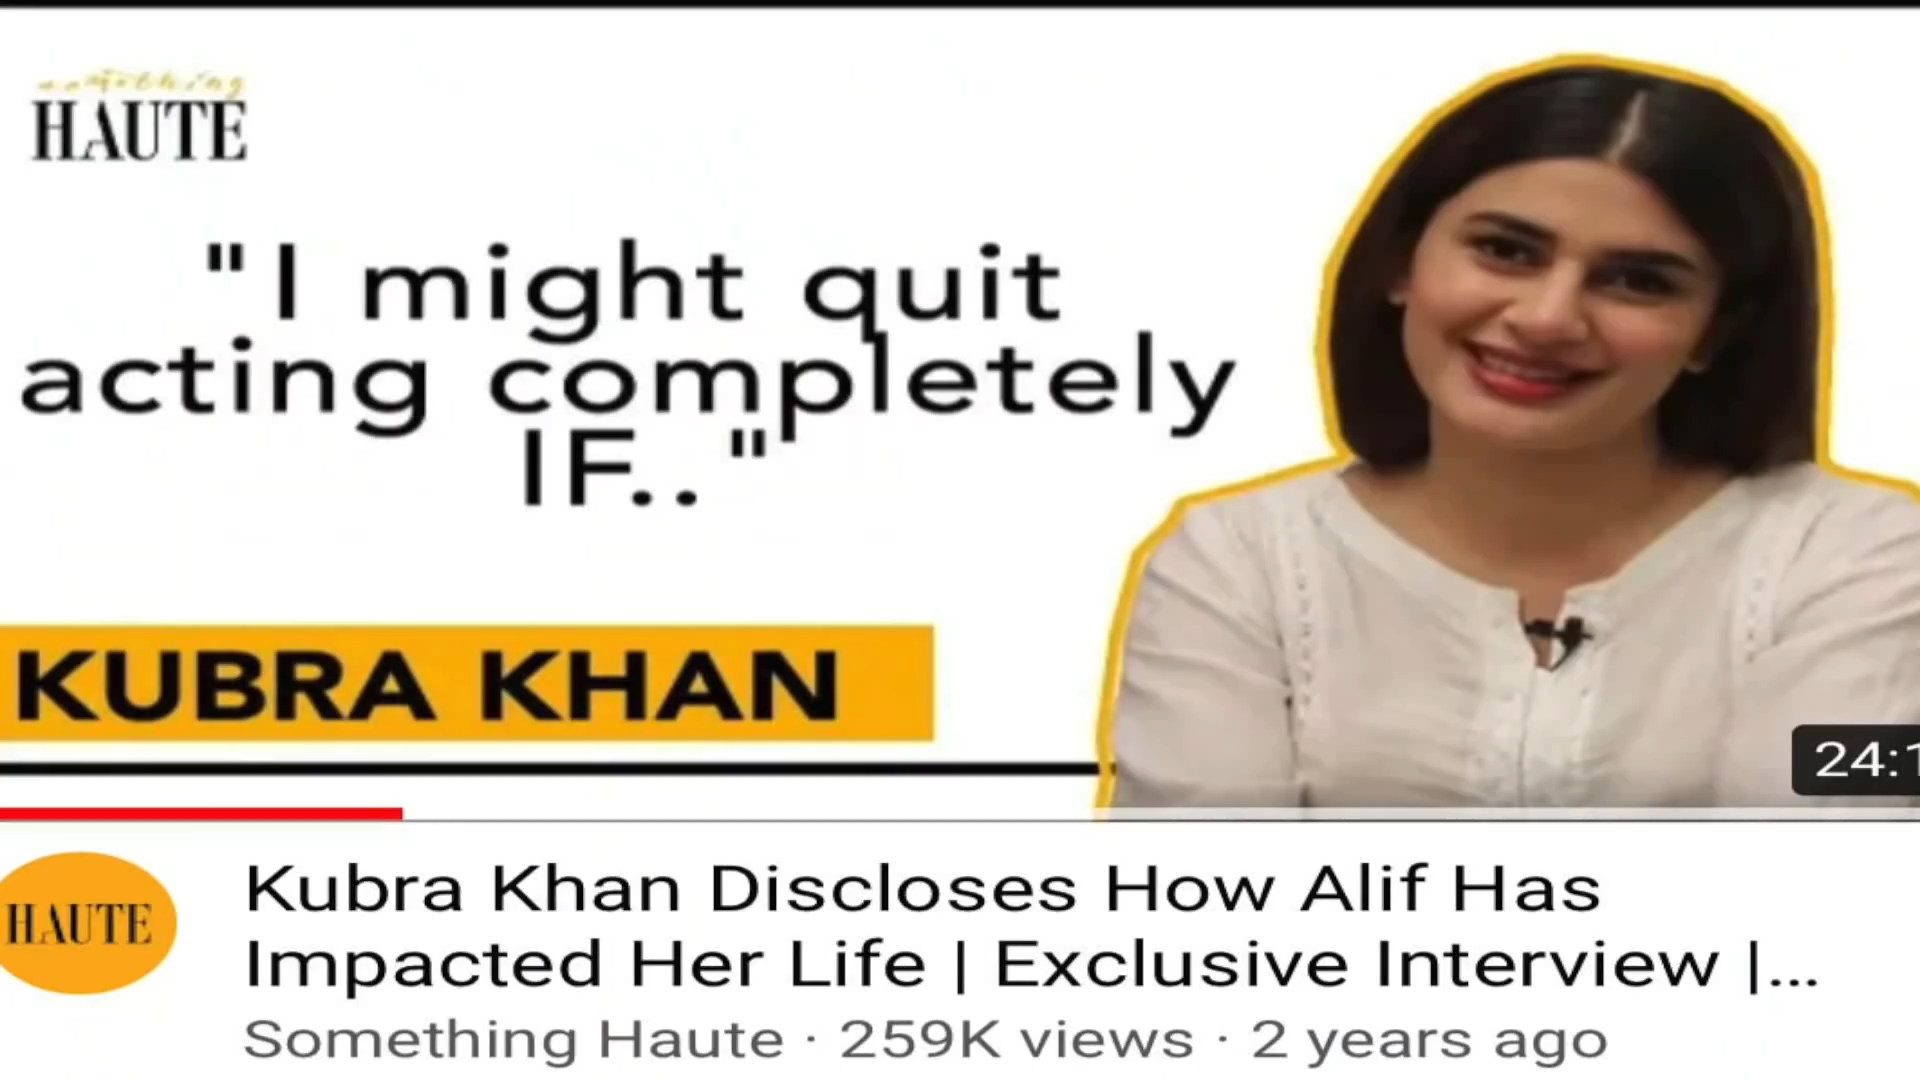 something
HAUTE
"I might quit
acting completely
IF.."
KUBRA KHAN
24:1
HAUTE
Kubra Khan Discloses How Alif Has
Impacted Her Life | Exclusive Interview |...
Something Haute · 259K views · 2 years ago